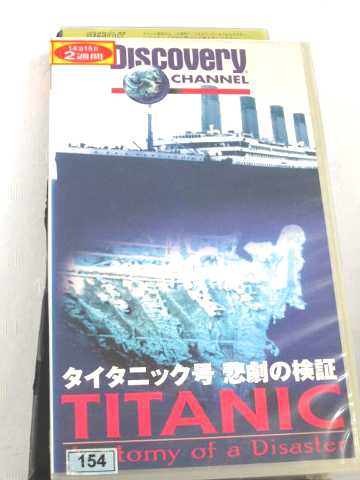 14泊15日
2週間
Discovery
CHANNEL
タイタニック号 悲劇の検証
TITANIC
Anatomy of a Disaster
154